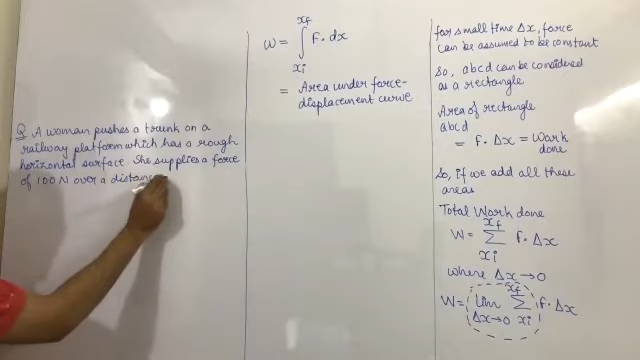 Q A woman pushes a trunk on a
railway platform which has a rough
horizontal surface. She supplies a force
of 100 N over a distanc
W = ∫ F. dx
xf
xi
= Area under force-
displacement curve
for small time Δx, force
can be assumed to be constant
So, abcd can be considered
as a rectangle
Area of rectangle
abcd
= F. Δx = Work
done
So, if we add all these
areas
Total Work done
xf
W = Σ F. Δx
xi
where Δx → 0
xf
W = Lim Σ F. Δx
Δx→0 xi